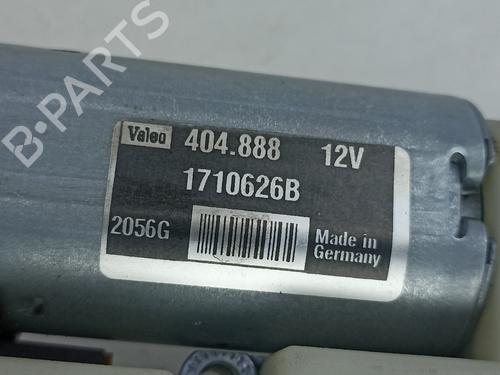 Valeo 404.888 12V
1710626B
2056G
Made in
Germany
B-PARTS